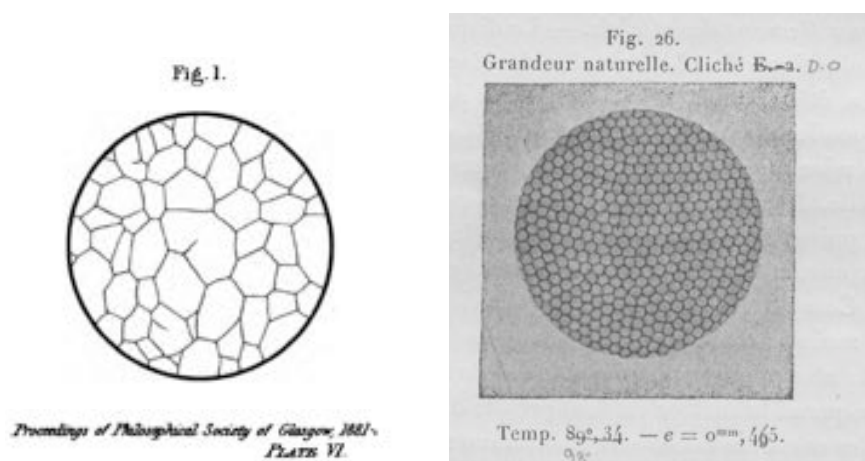 Fig. 1.
Proceedings of Philosophical Society of Glasgow, 1881.
PLATE VI.
Fig. 26.
Grandeur naturelle. Cliché E.-2. D.O
Temp. 89°,34. — e = 0mm,465.